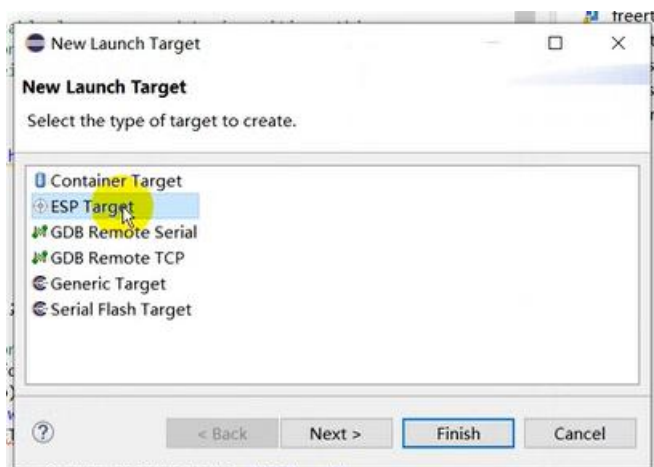 freert
New Launch Target
New Launch Target
Select the type of target to create.
Container Target
ESP Target
GDB Remote Serial
GDB Remote TCP
Generic Target
Serial Flash Target
< Back
Next >
Finish
Cancel